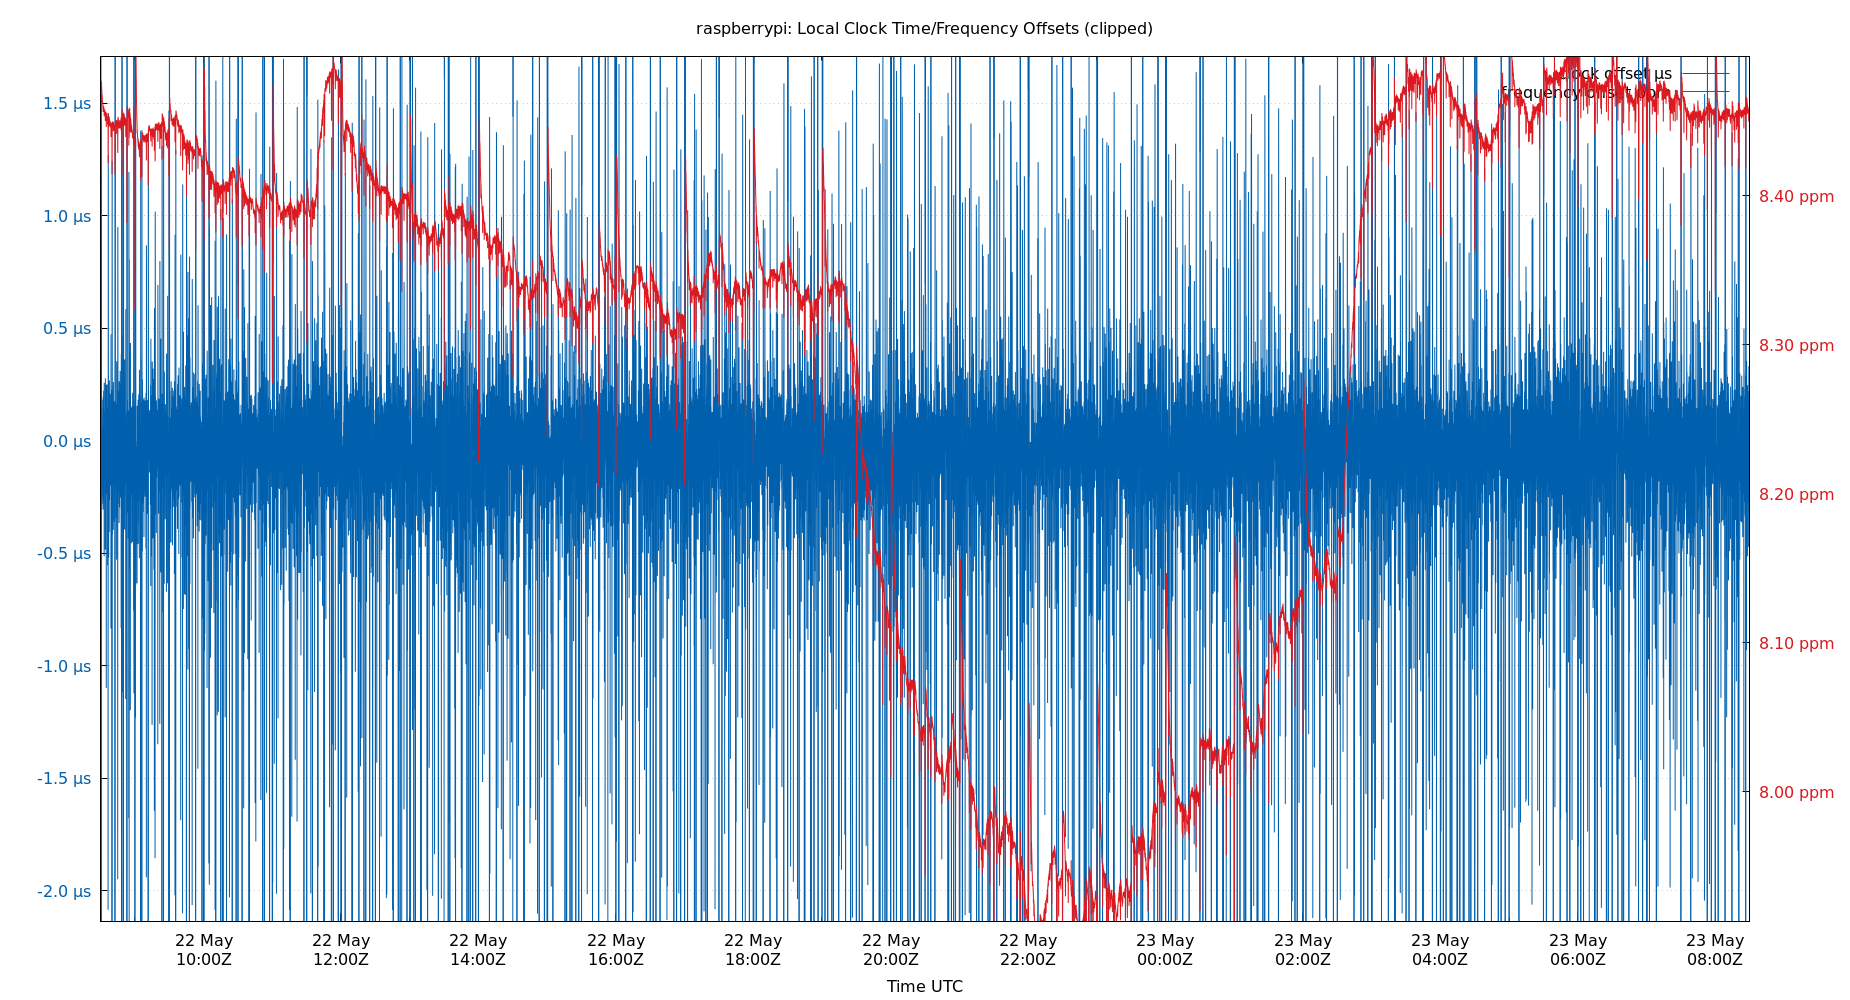 raspberrypi: Local Clock Time/Frequency Offsets (clipped)
clock offset µs
frequency offset ppm
1.5 µs
1.0 µs
0.5 µs
0.0 µs
-0.5 µs
-1.0 µs
-1.5 µs
-2.0 µs
8.40 ppm
8.30 ppm
8.20 ppm
8.10 ppm
8.00 ppm
22 May 22 May 22 May 22 May 22 May 22 May 22 May 23 May 23 May 23 May 23 May 23 May
10:00Z 12:00Z 14:00Z 16:00Z 18:00Z 20:00Z 22:00Z 00:00Z 02:00Z 04:00Z 06:00Z 08:00Z
Time UTC